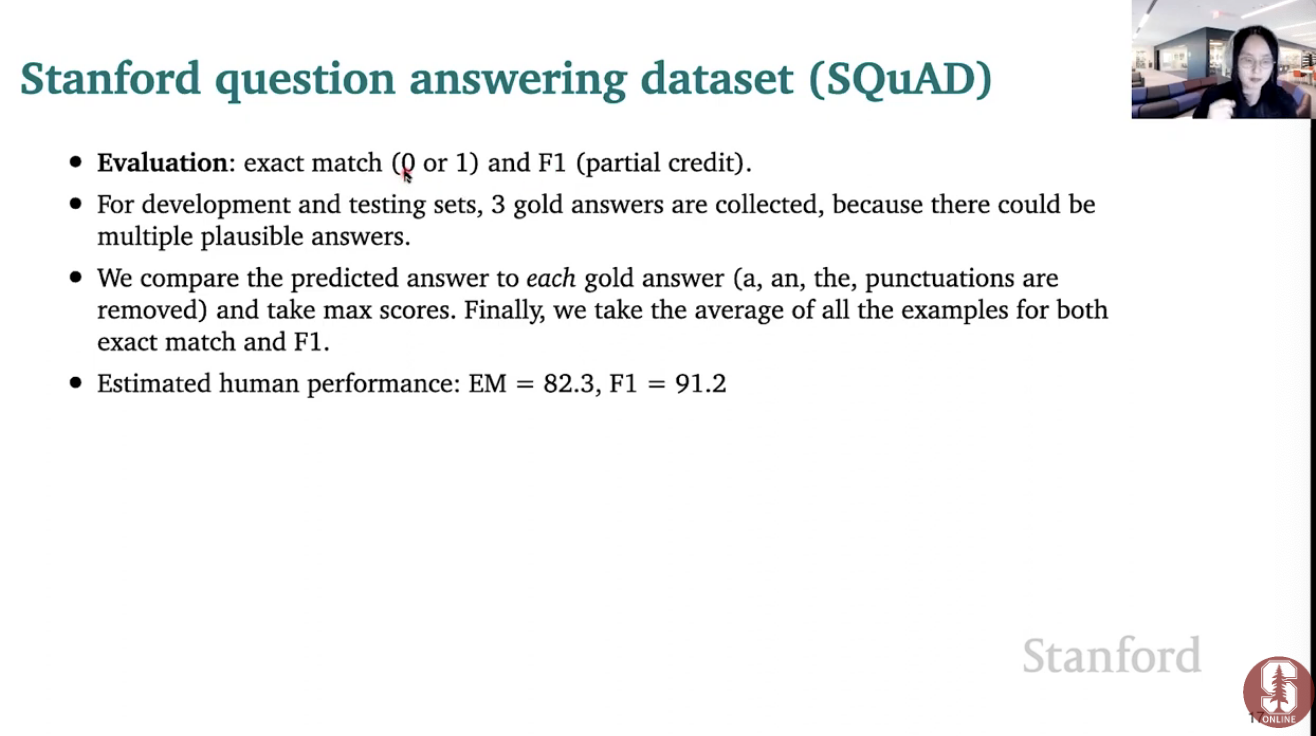 Stanford question answering dataset (SQuAD)
• Evaluation: exact match (0 or 1) and F1 (partial credit).
• For development and testing sets, 3 gold answers are collected, because there could be
multiple plausible answers.
• We compare the predicted answer to each gold answer (a, an, the, punctuations are
removed) and take max scores. Finally, we take the average of all the examples for both
exact match and F1.
• Estimated human performance: EM = 82.3, F1 = 91.2
Stanford
S
ONLINE